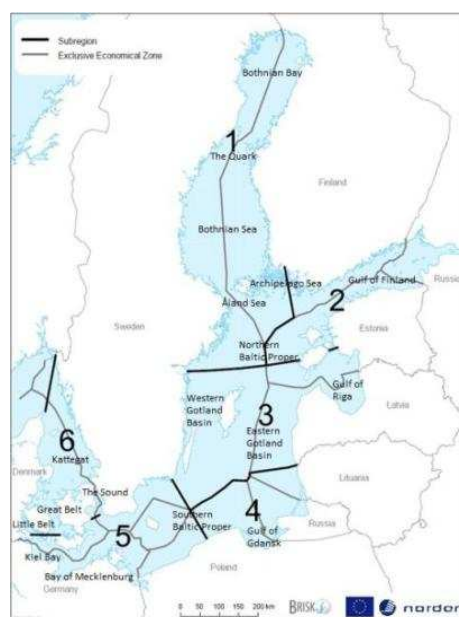 Subregion
Exclusive Economical Zone
Bothnian Bay
1
The Quark
Finland
Bothnian Sea
Archipelago Sea
Gulf of Finland
Russia
Åland Sea
2
Estonia
Sweden
Northern
Baltic Proper
Gulf of
Riga
Western
Gotland
Basin
3
Latvia
Eastern
Gotland
Basin
6
Kattegat
Denmark
Lithuania
The Sound
Great Belt
Southern
Baltic Proper
4
Little Belt
5
Russia
Gulf of
Gdansk
Kiel Bay
Bay of Mecklenburg
Poland
Germany
0 50 100 150 200 km
BRISK
norden